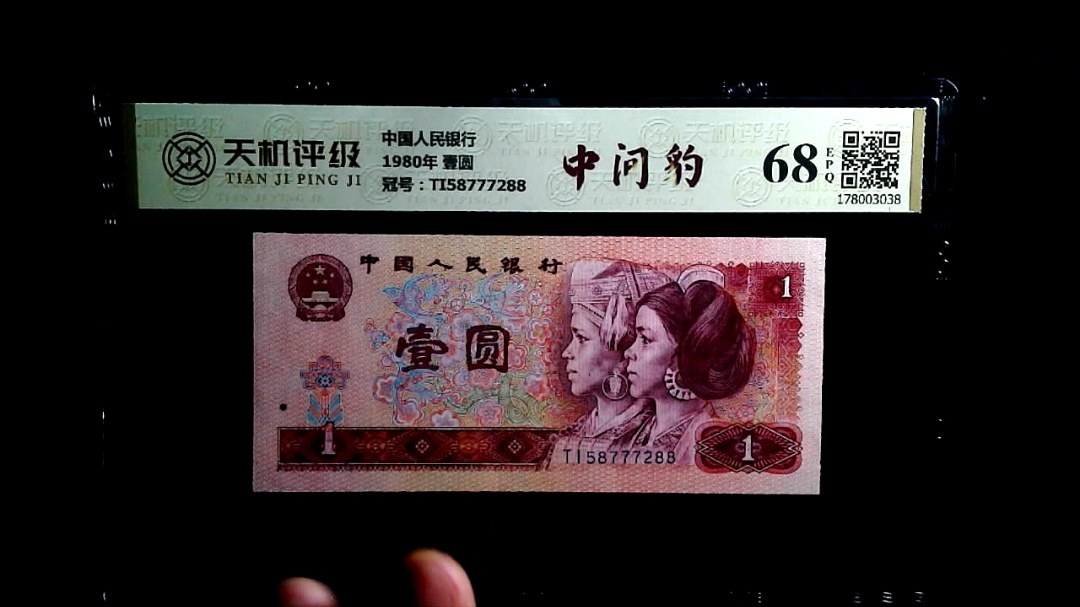 天机评级
TIAN JI PING JI
中国人民银行
1980年 壹圆
冠号：TI58777288
中间豹
68
EPQ
178003038
中国人民银行
1
壹圆
1
TI58777288
1